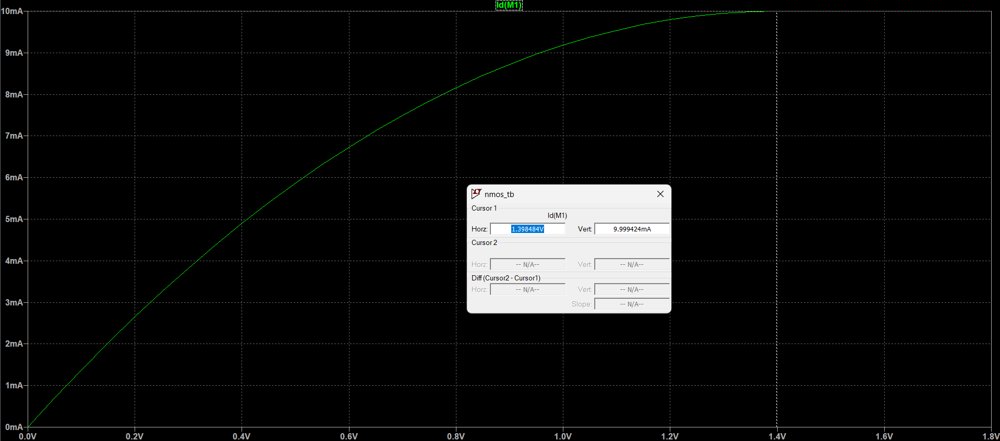 Id(M1)
10mA
9mA
8mA
7mA
6mA
5mA
4mA
3mA
2mA
1mA
0mA
0.0V 0.2V 0.4V 0.6V 0.8V 1.0V 1.2V 1.4V 1.6V 1.8V
nmos_tb
Cursor 1
Id(M1)
Horz: 1.398484V Vert: 9.999424mA
Cursor 2
Horz: -- N/A-- Vert: -- N/A--
Diff (Cursor2 - Cursor1)
Horz: -- N/A-- Vert: -- N/A--
Slope: -- N/A--